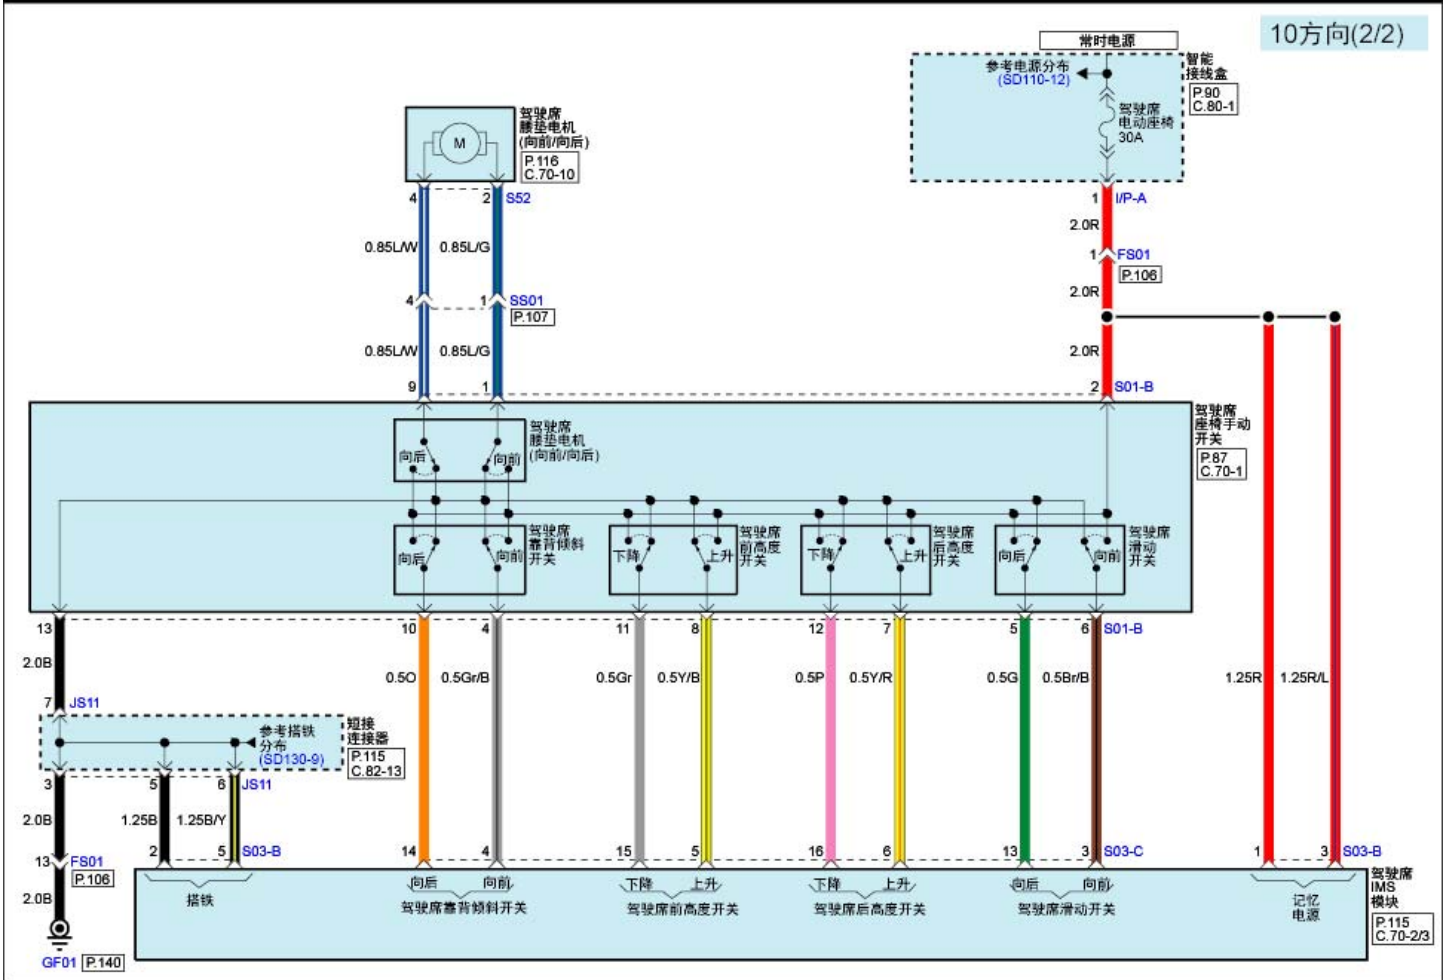 10方向(2/2)
常时电源
参考电源分布
(SD110-12)
智能
接线盒
P.90
C.80-1
驾驶席
电动座椅
30A
驾驶席
腰垫电机
(向前/向后)
P.116
C.70-10
M
4
2
S52
1
I/P-A
2.0R
0.85L/W
0.85L/G
1
FS01
P.106
2.0R
4
1
SS01
P.107
0.85L/W
0.85L/G
2.0R
9
1
2
S01-B
驾驶席
座椅手动
开关
P.87
C.70-1
向后
向前
驾驶席
腰垫电机
(向前/向后)
向后
向前
驾驶席
靠背倾斜
开关
下降
上升
驾驶席
前高度
开关
下降
上升
驾驶席
后高度
开关
向后
向前
驾驶席
滑动
开关
13
10
4
11
8
12
7
5
6
S01-B
2.0B
0.5O
0.5Gr/B
0.5Gr
0.5Y/B
0.5P
0.5Y/R
0.5G
0.5Br/B
1.25R
1.25R/L
7
JS11
参考搭铁
分布
(SD130-9)
短接
连接器
P.115
C.82-13
3
5
6
JS11
2.0B
1.25B
1.25B/Y
13
FS01
P.106
2
5
S03-B
14
4
15
5
16
6
13
3
S03-C
1
3
S03-B
2.0B
GF01
P.140
搭铁
向后
向前
驾驶席靠背倾斜开关
下降
上升
驾驶席前高度开关
下降
上升
驾驶席后高度开关
向后
向前
驾驶席滑动开关
记忆
电源
驾驶席
IMS
模块
P.115
C.70-2/3